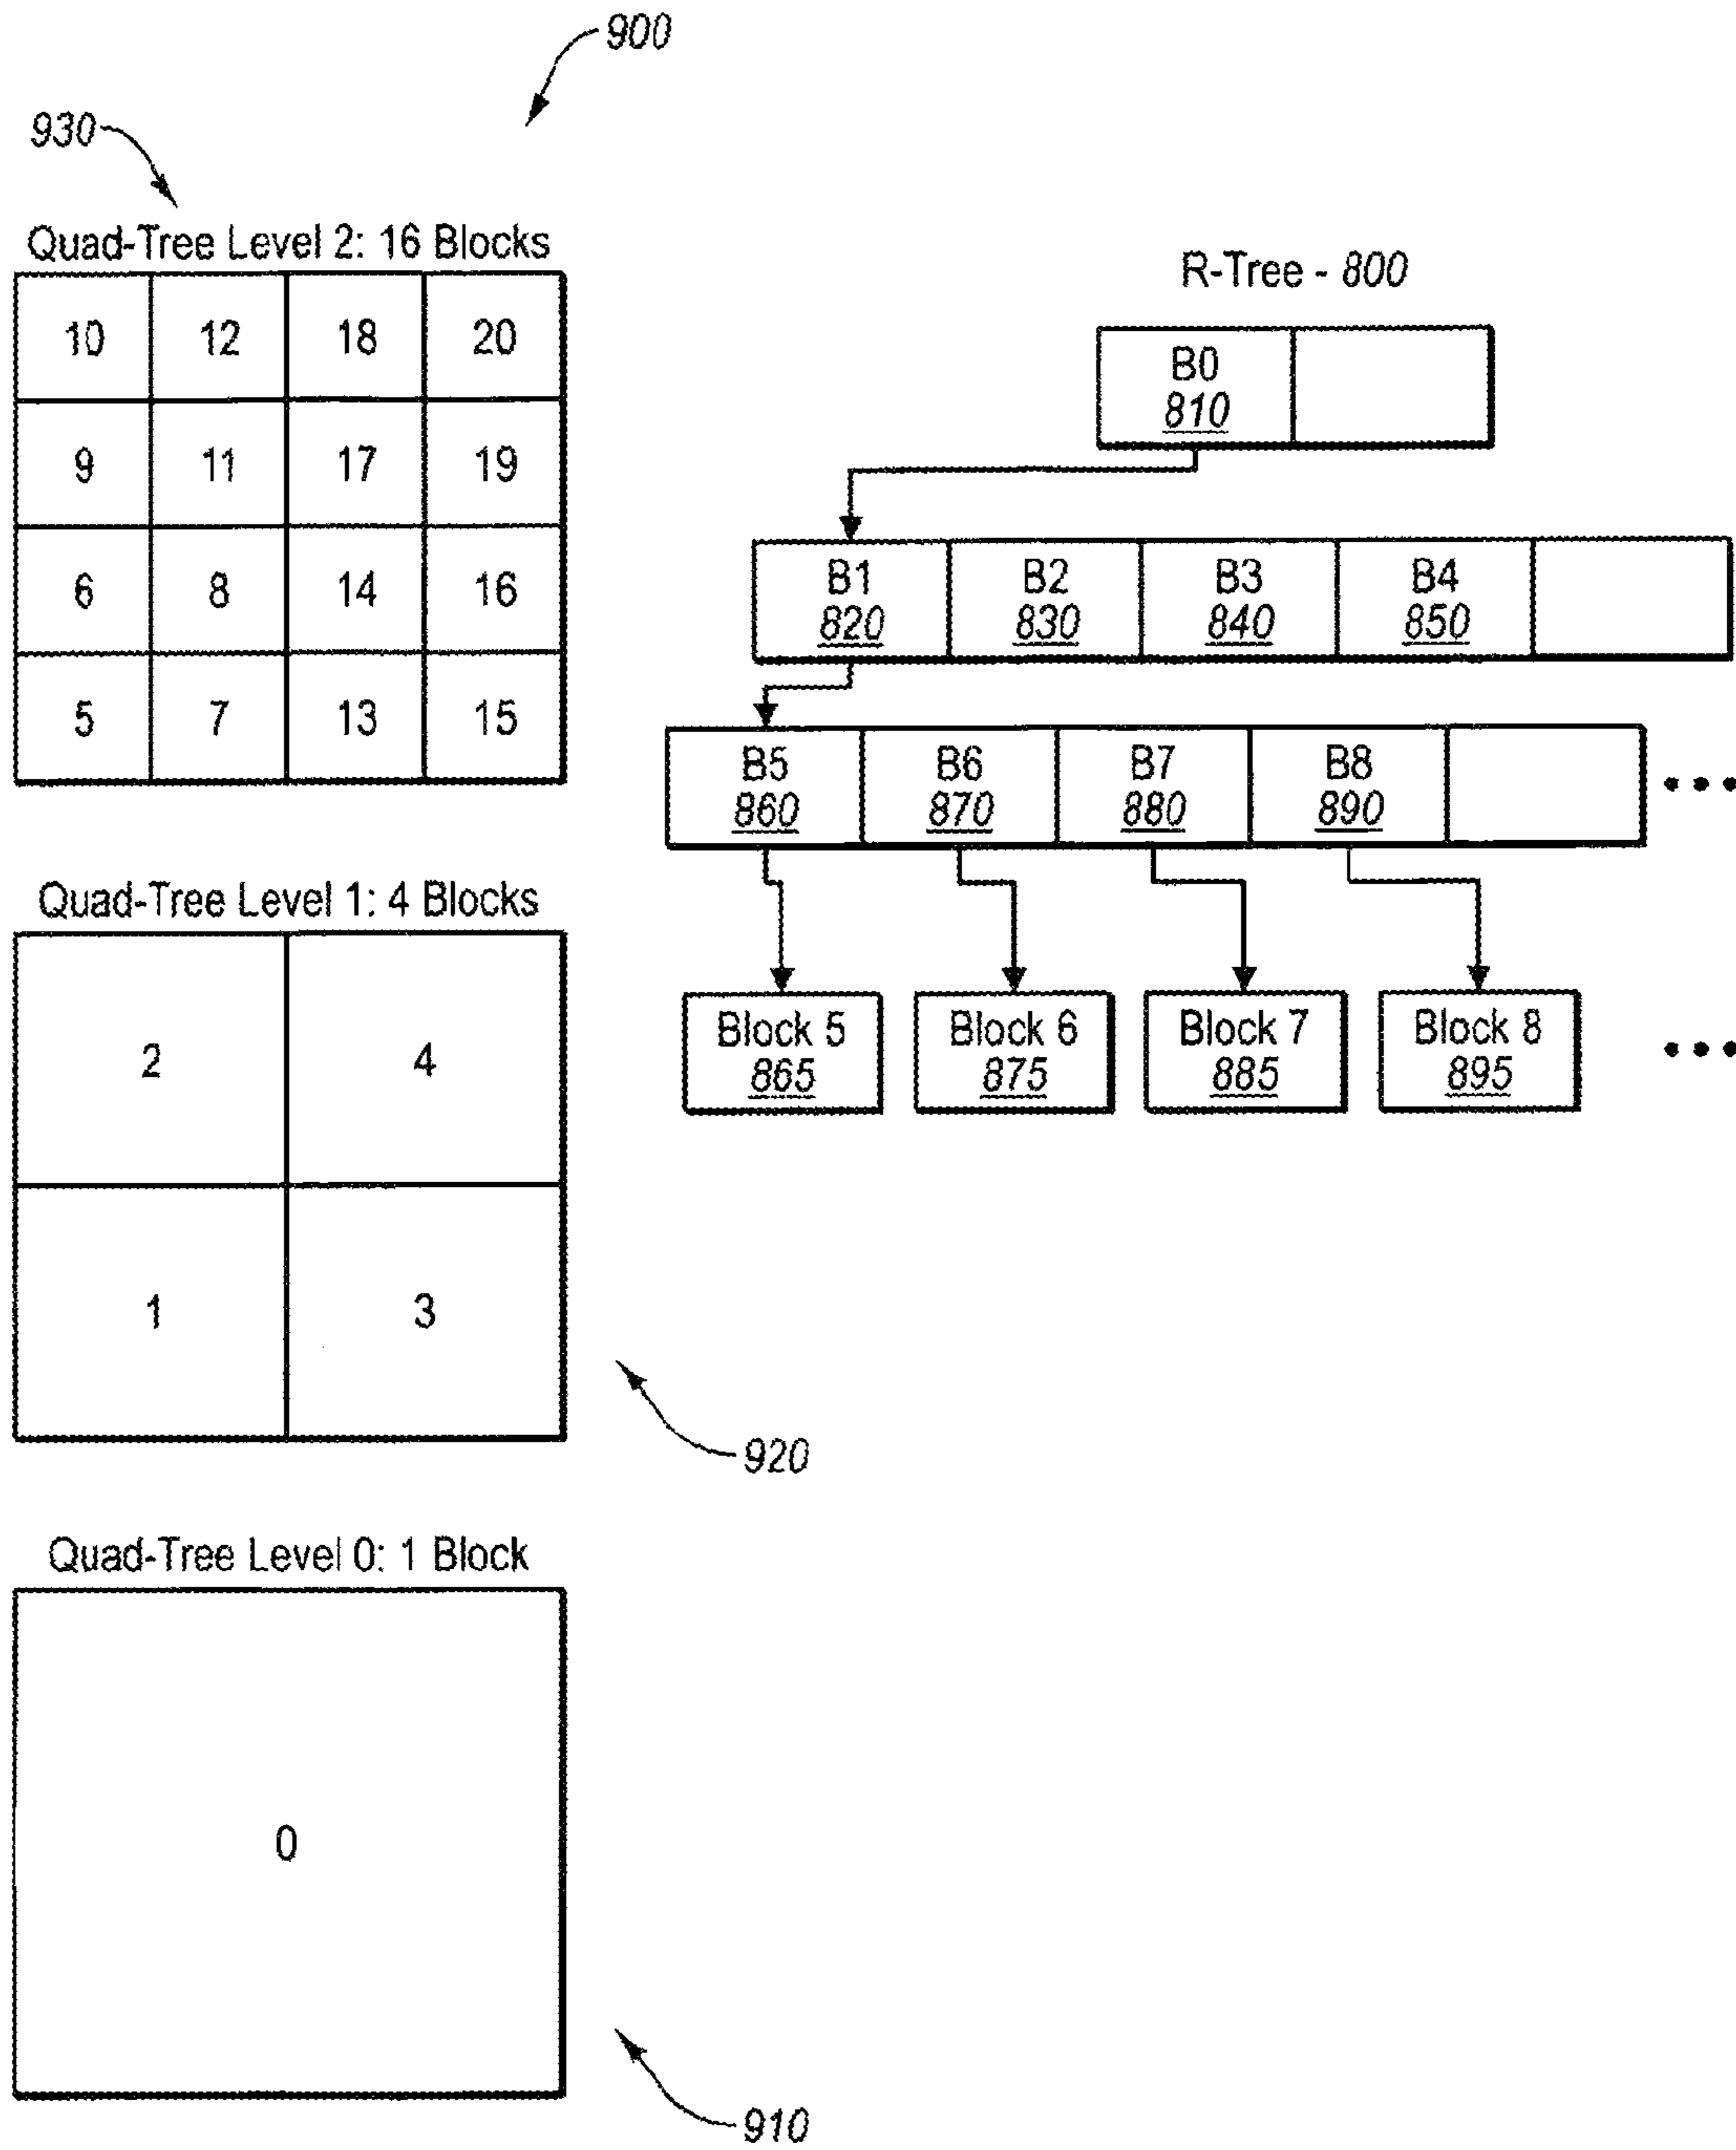 900
930
Quad-Tree Level 2: 16 Blocks
10 12 18 20
9 11 17 19
6 8 14 16
5 7 13 15
R-Tree - 800
B0
810
B1 B2 B3 B4
820 830 840 850
B5 B6 B7 B8
860 870 880 890
...
Block 5 Block 6 Block 7 Block 8
865 875 885 895
...
Quad-Tree Level 1: 4 Blocks
2 4
1 3
920
Quad-Tree Level 0: 1 Block
0
910